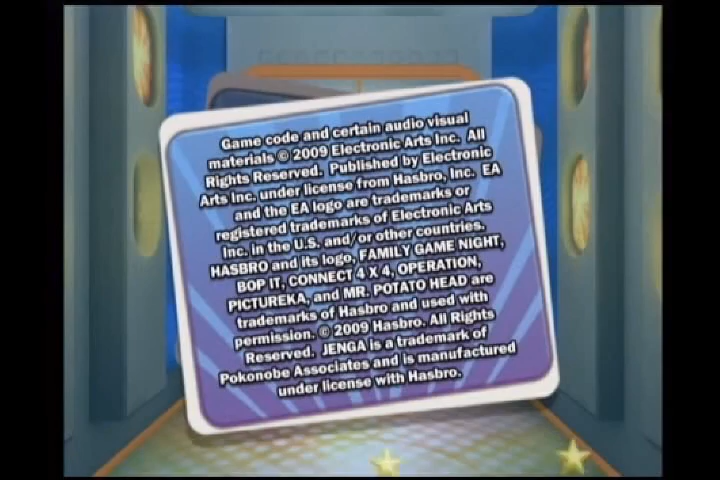 Game code and certain audio visual
materials © 2009 Electronic Arts Inc. All
Rights Reserved. Published by Electronic
Arts Inc. under license from Hasbro, Inc. EA
and the EA logo are trademarks or
registered trademarks of Electronic Arts
Inc. in the U.S. and/or other countries.
HASBRO and its logo, FAMILY GAME NIGHT,
BOP IT, CONNECT 4 X 4, OPERATION,
PICTUREKA, and MR. POTATO HEAD are
trademarks of Hasbro and used with
permission. © 2009 Hasbro. All Rights
Reserved. JENGA is a trademark of
Pokonobe Associates and is manufactured
under license with Hasbro.